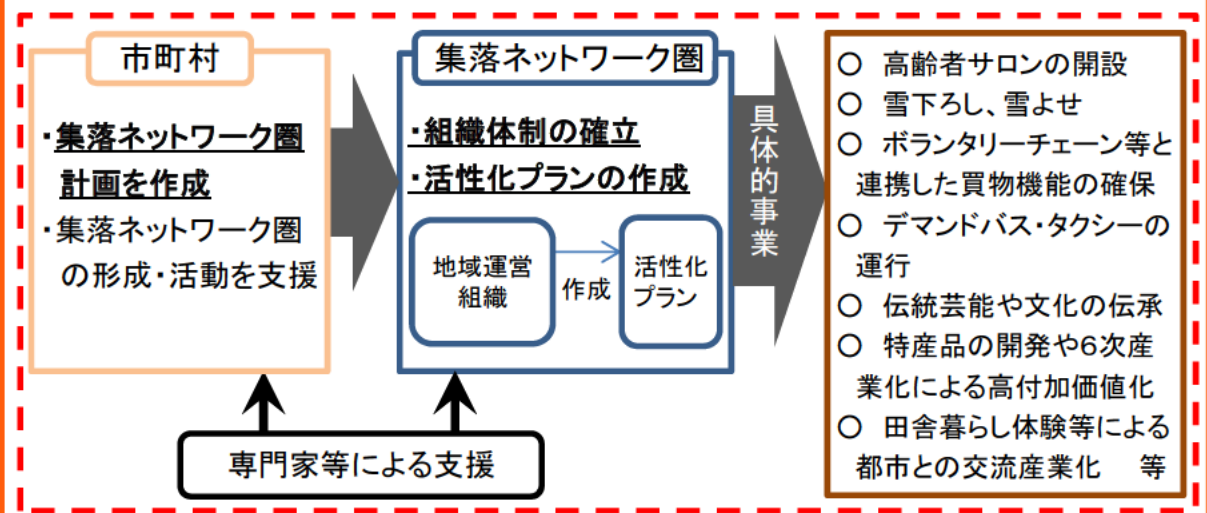 市町村
・集落ネットワーク圏
計画を作成
・集落ネットワーク圏
の形成・活動を支援
集落ネットワーク圏
・組織体制の確立
・活性化プランの作成
地域運営
組織
作成
活性化
プラン
具体的事業
○ 高齢者サロンの開設
○ 雪下ろし、雪よせ
○ ボランタリーチェーン等と
連携した買物機能の確保
○ デマンドバス・タクシーの
運行
○ 伝統芸能や文化の伝承
○ 特産品の開発や6次産
業化による高付加価値化
○ 田舎暮らし体験等による
都市との交流産業化 等
専門家等による支援